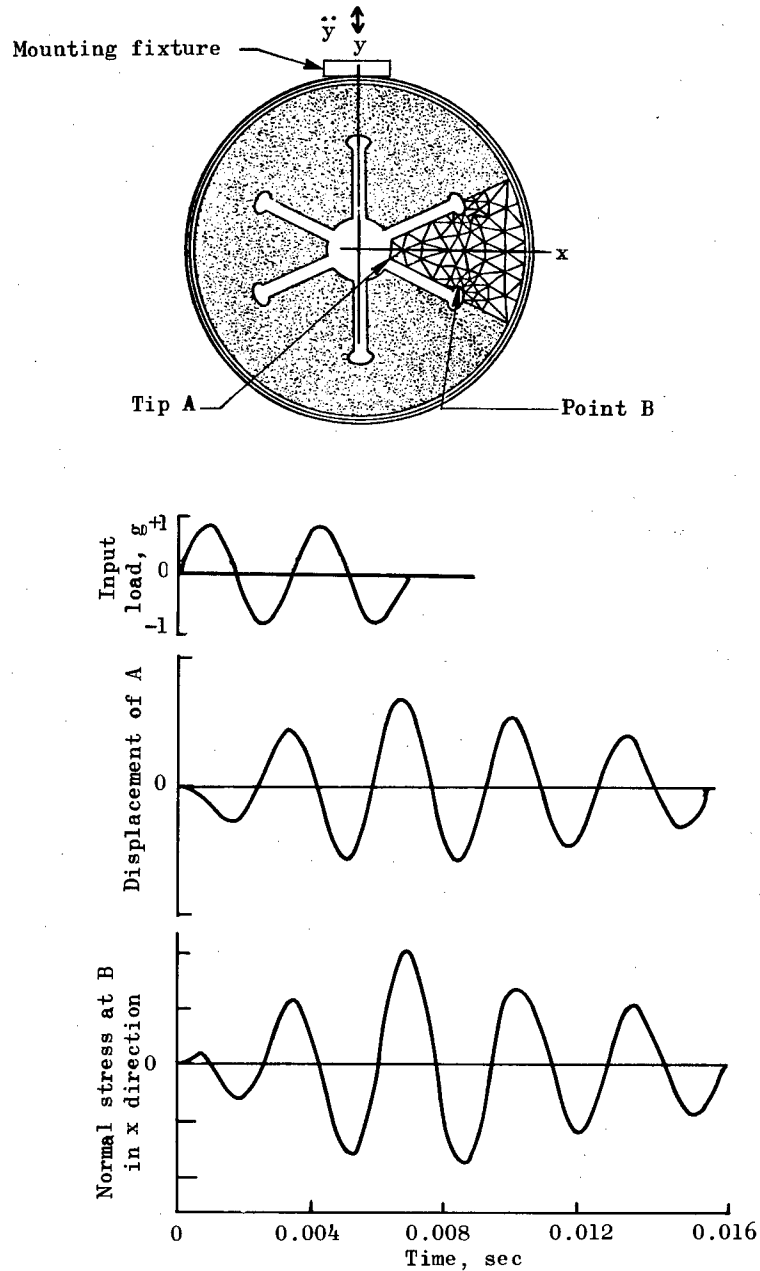 ÿ
y
Mounting fixture
x
Tip A
Point B
Input
load, g
+1
0
-1
Displacement of A
0
Normal stress at B
in x direction
0
0
0.004
0.008
0.012
0.016
Time, sec